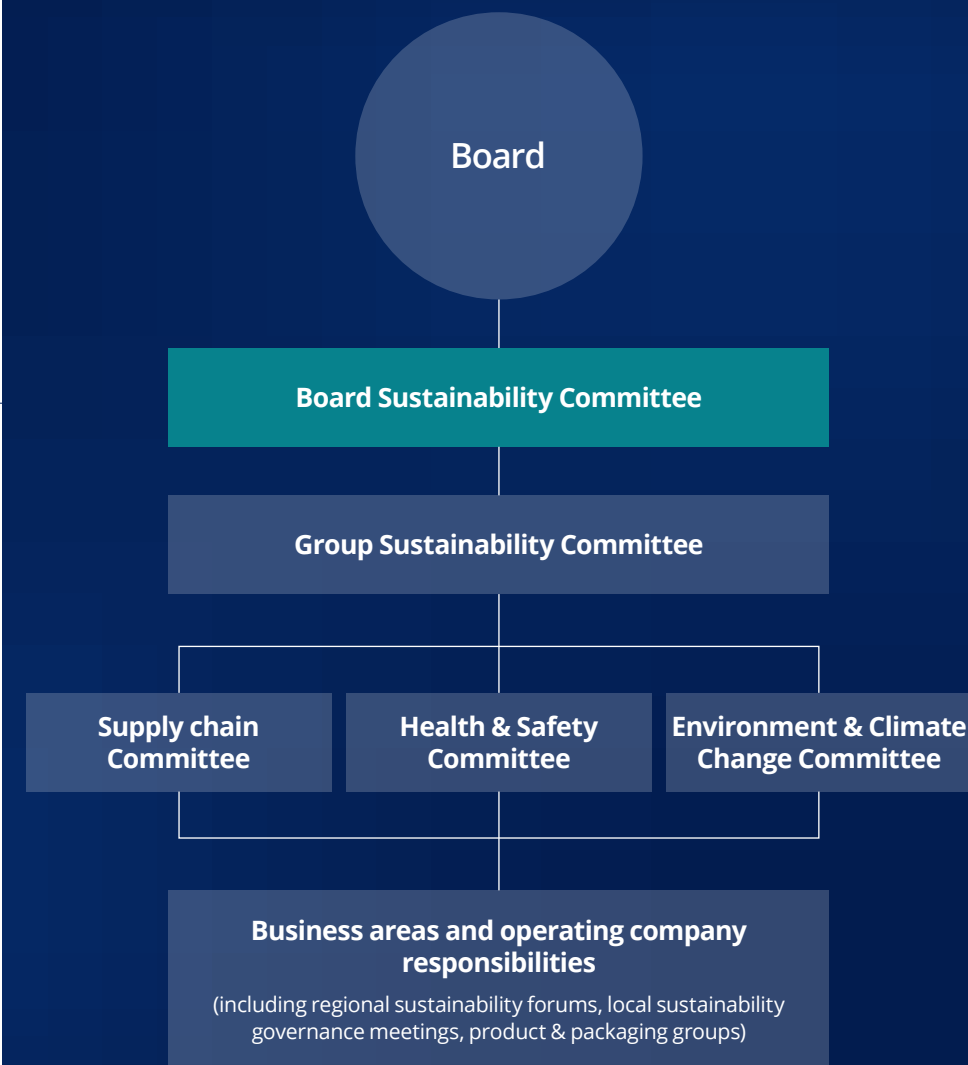 Board
Board Sustainability Committee
Group Sustainability Committee
Supply chain
Committee
Health & Safety
Committee
Environment & Climate
Change Committee
Business areas and operating company
responsibilities
(including regional sustainability forums, local sustainability
governance meetings, product & packaging groups)